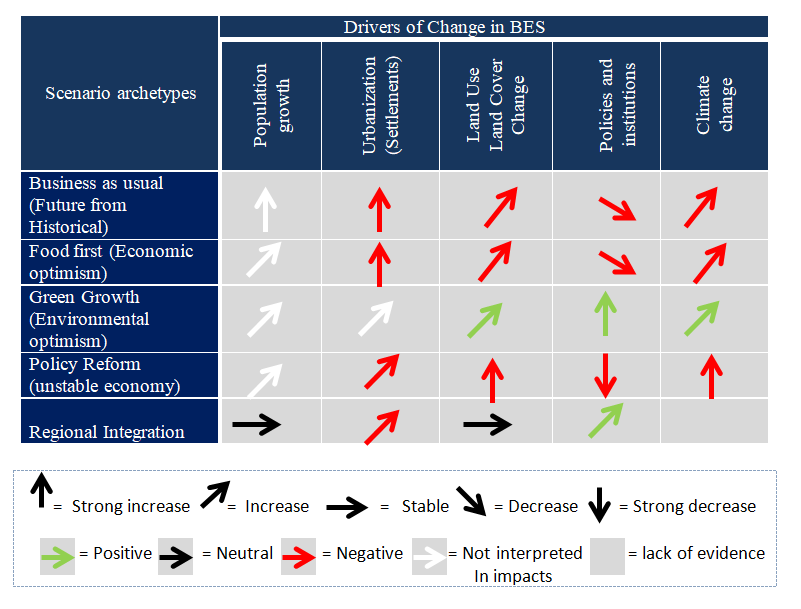 Drivers of Change in BES
Scenario archetypes
Population
growth
Urbanization
(Settlements)
Land Use
Land Cover
Change
Policies and
institutions
Climate
change
Business as usual
(Future from
Historical)
Food first (Economic
optimism)
Green Growth
(Environmental
optimism)
Policy Reform
(unstable economy)
Regional Integration
= Strong increase
= Increase
= Stable
= Decrease
= Strong decrease
= Positive
= Neutral
= Negative
= Not interpreted
In impacts
= lack of evidence